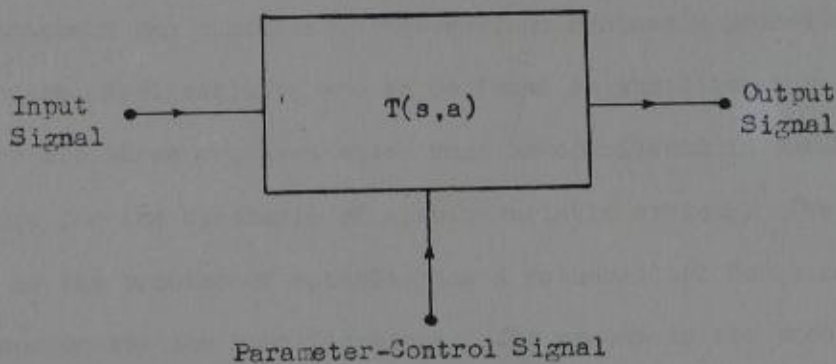 Input
Signal
T(s,a)
Output
Signal
Parameter-Control Signal